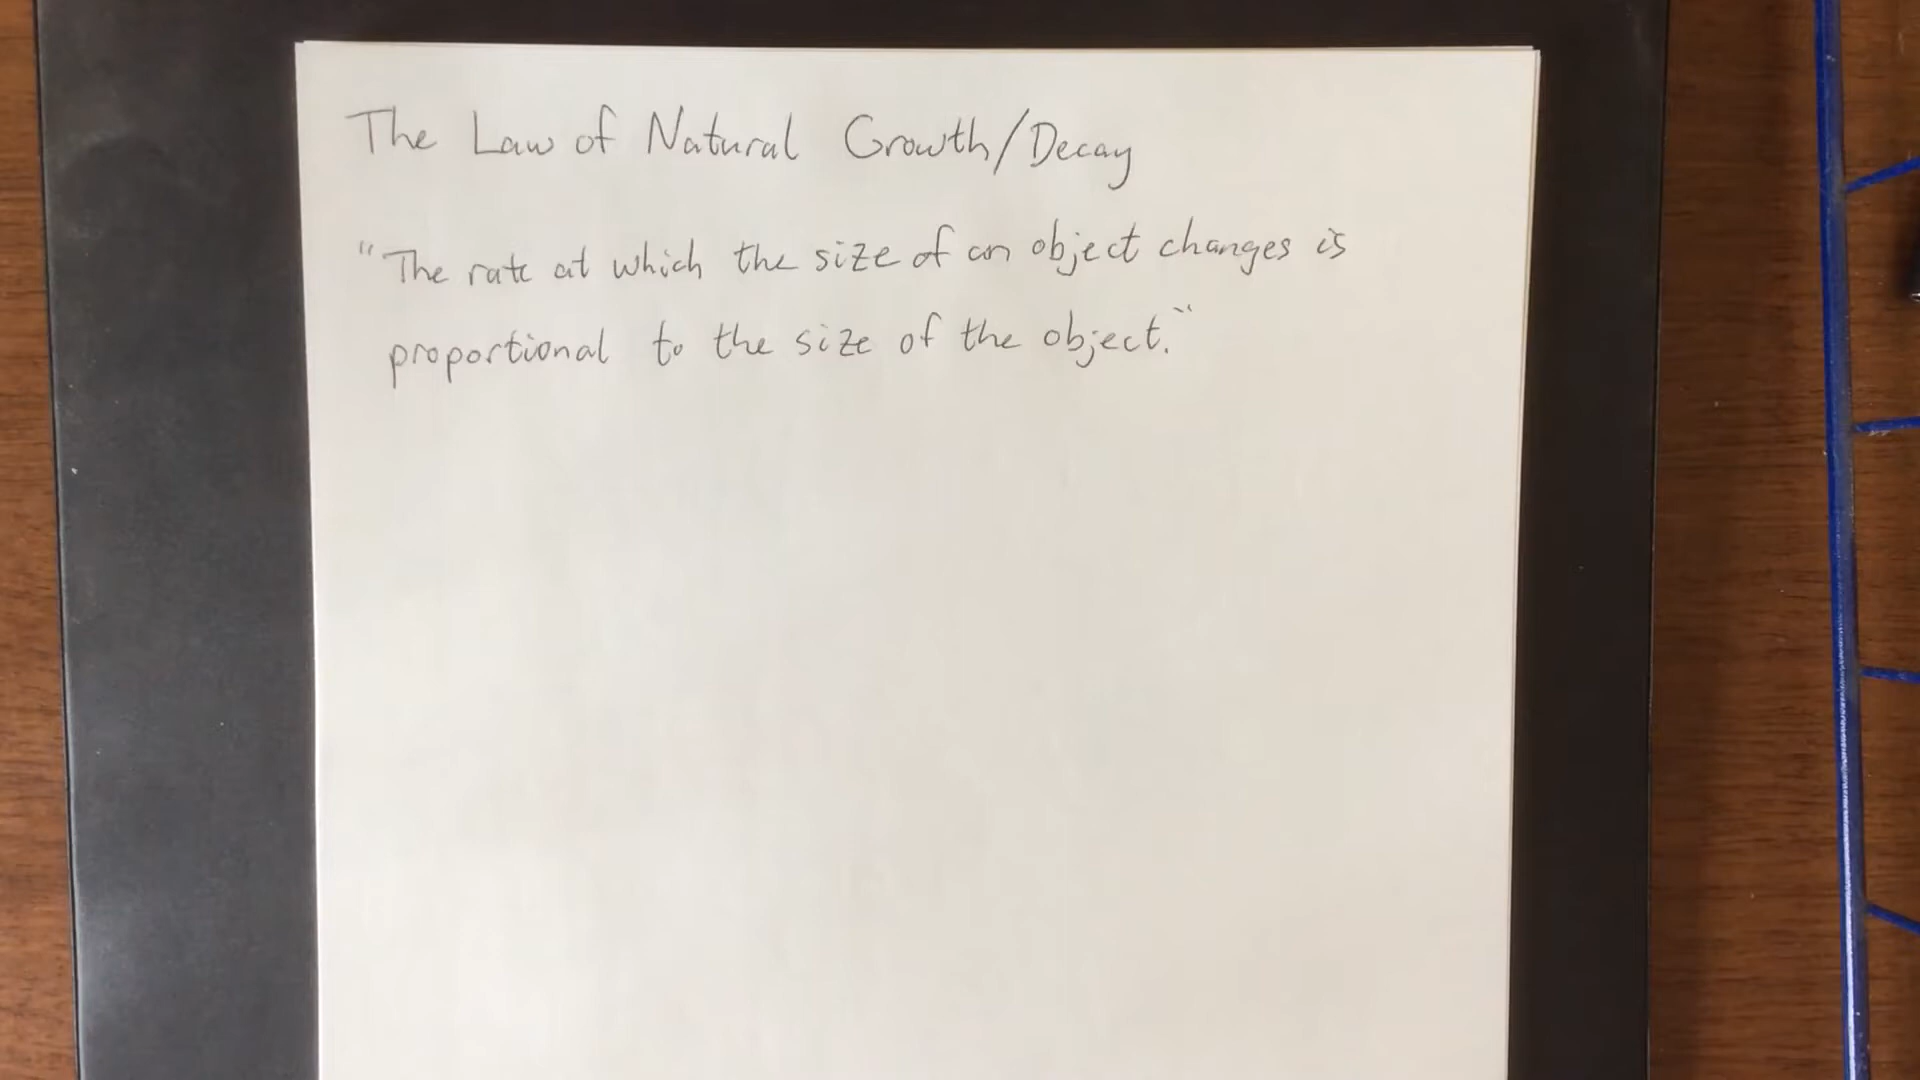 The Law of Natural Growth/Decay
"The rate at which the size of an object changes is
proportional to the size of the object."